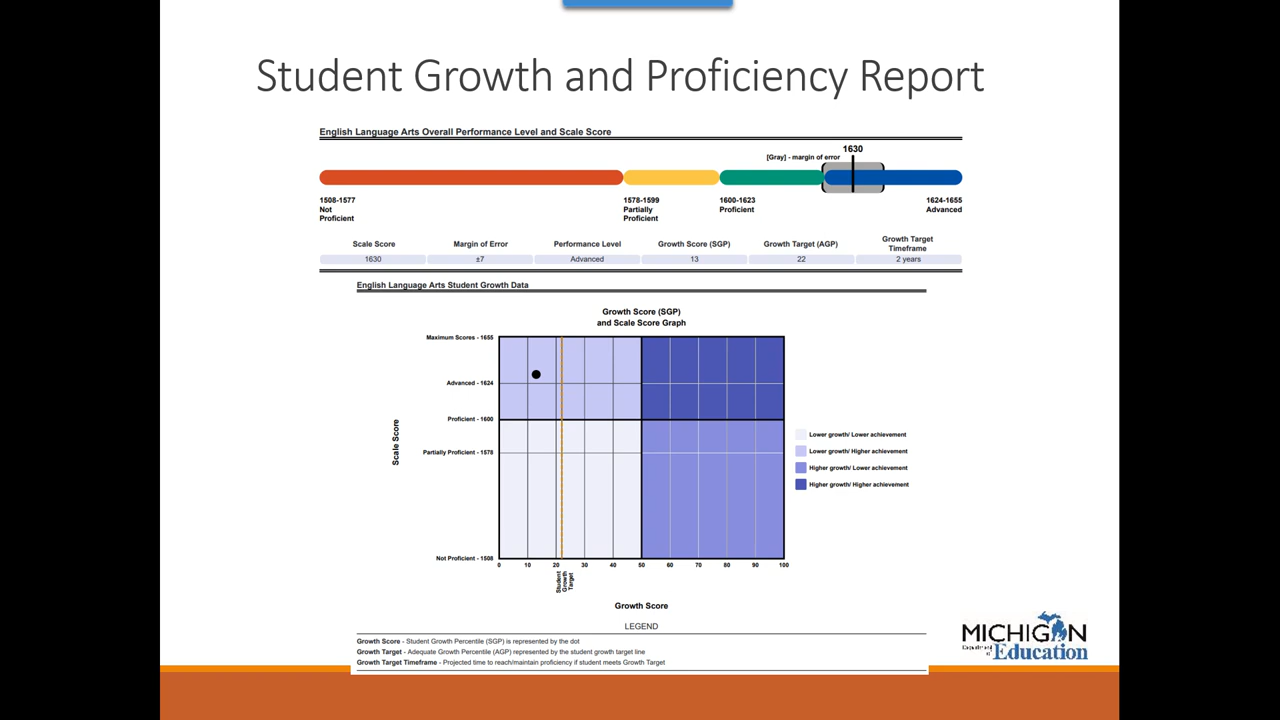 Student Growth and Proficiency Report
English Language Arts Overall Performance Level and Scale Score
1630
[Gray] - margin of error
1508-1577
Not
Proficient
1578-1599
Partially
Proficient
1600-1623
Proficient
1624-1655
Advanced
Scale Score Margin of Error Performance Level Growth Score (SGP) Growth Target (AGP) Growth Target
Timeframe
1630 ±7 Advanced 13 22 2 years
English Language Arts Student Growth Data
Growth Score (SGP)
and Scale Score Graph
Maximum Scores - 1655
Advanced - 1624
Proficient - 1600
Partially Proficient - 1578
Not Proficient - 1508
Scale Score
0 10 20 30 40 50 60 70 80 90 100
Student
Growth
Target
Growth Score
Lower growth/ Lower achievement
Lower growth/ Higher achievement
Higher growth/ Lower achievement
Higher growth/ Higher achievement
LEGEND
Growth Score - Student Growth Percentile (SGP) is represented by the dot
Growth Target - Adequate Growth Percentile (AGP) represented by the student growth target line
Growth Target Timeframe - Projected time to reach/maintain proficiency if student meets Growth Target
MICHIGAN
Department
of Education